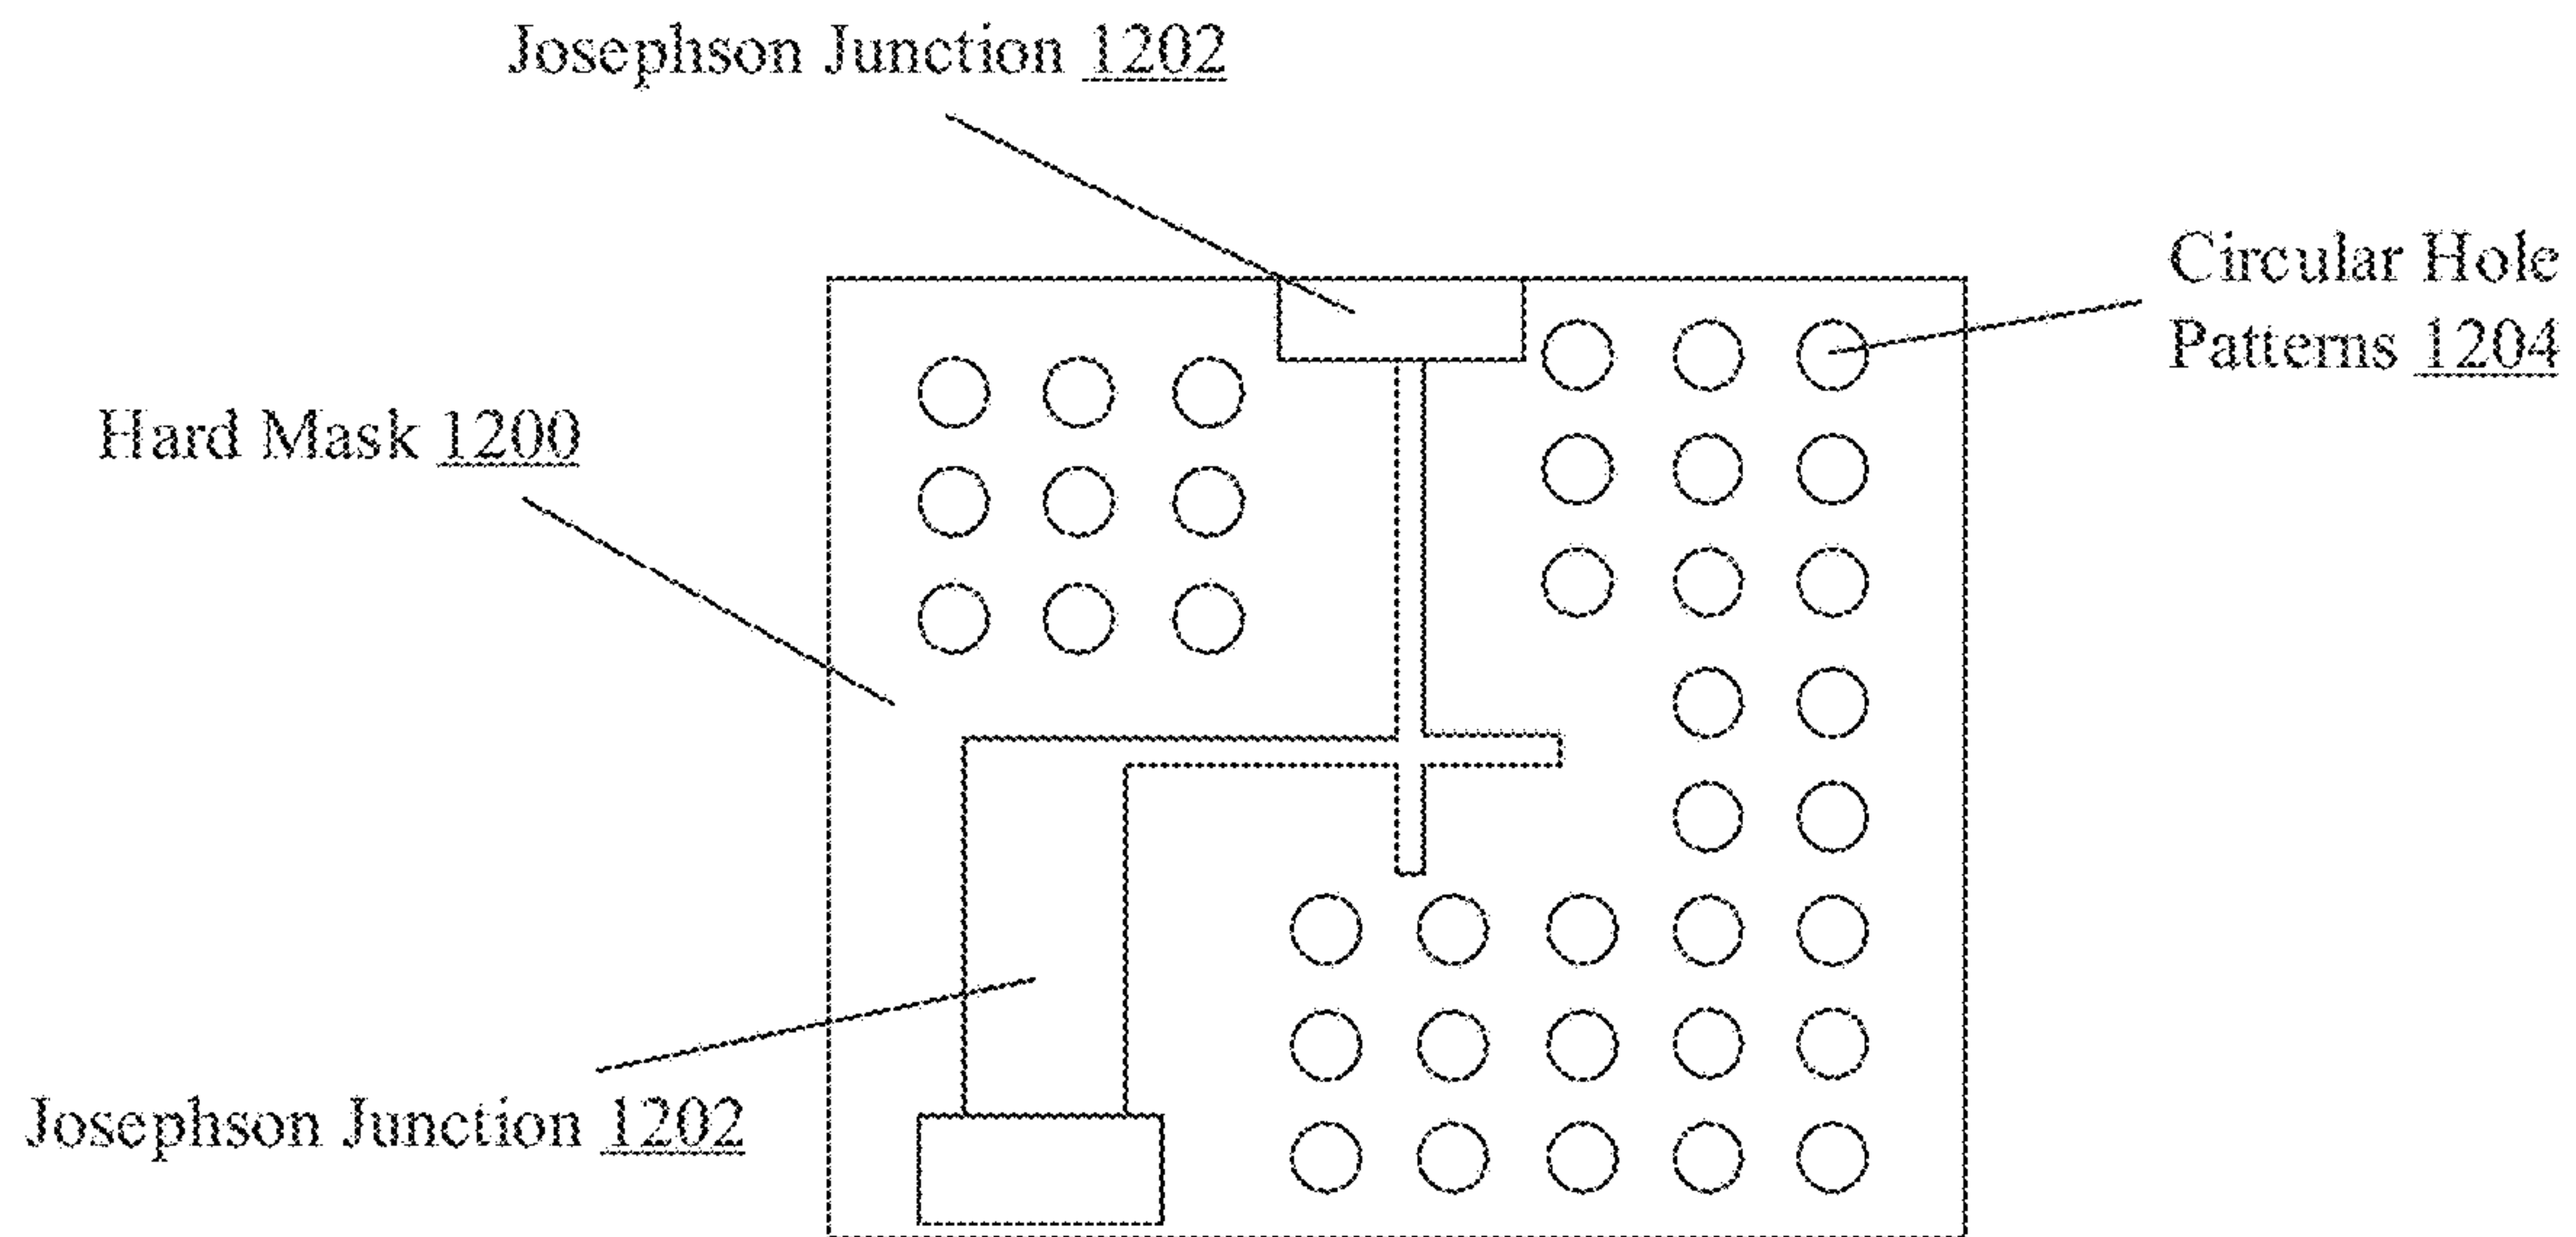 Josephson Junction 1202
Circular Hole
Patterns 1204
Hard Mask 1200
Josephson Junction 1202